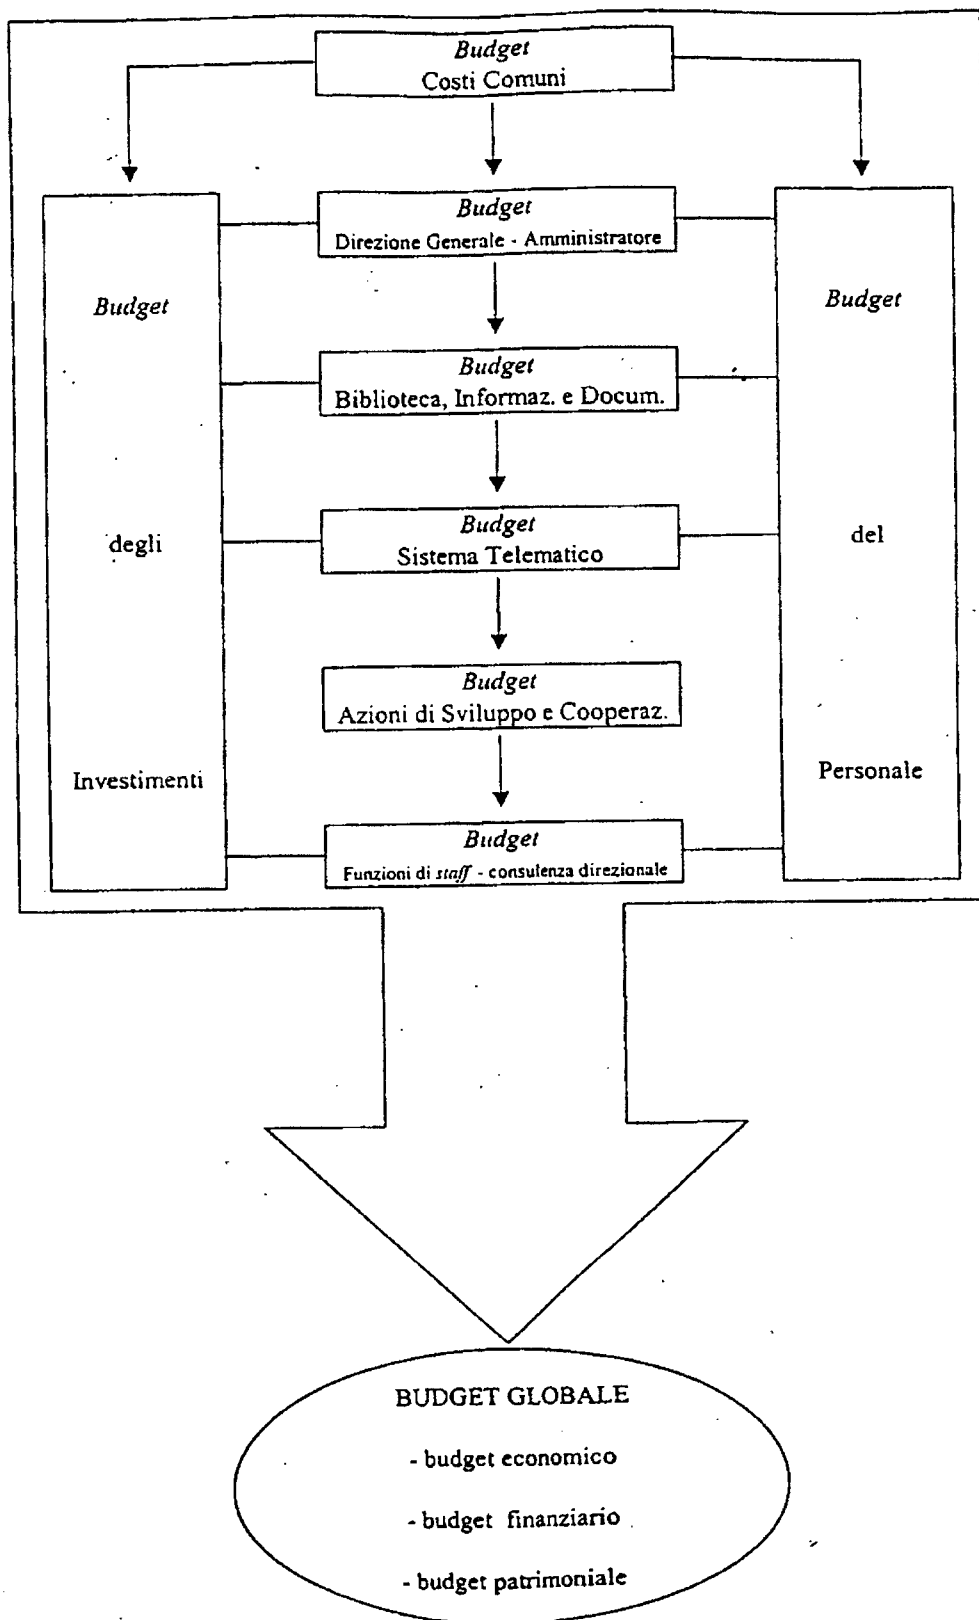 Budget
Costi Comuni
Budget
Direzione Generale - Amministratore
Budget
degli
Investimenti
Budget
Biblioteca, Informaz. e Docum.
Budget
Sistema Telematico
Budget
Azioni di Sviluppo e Cooperaz.
Budget
Funzioni di staff - consulenza direzionale
Budget
del
Personale
BUDGET GLOBALE
- budget economico
- budget finanziario
- budget patrimoniale